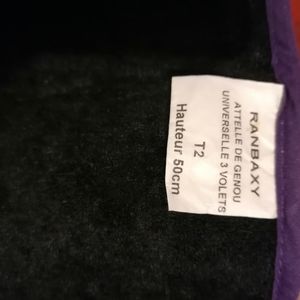 RANBAXY
ATTELLE DE GENOU
UNIVERSELLE 3 VOLETS
T2
Hauteur 50cm